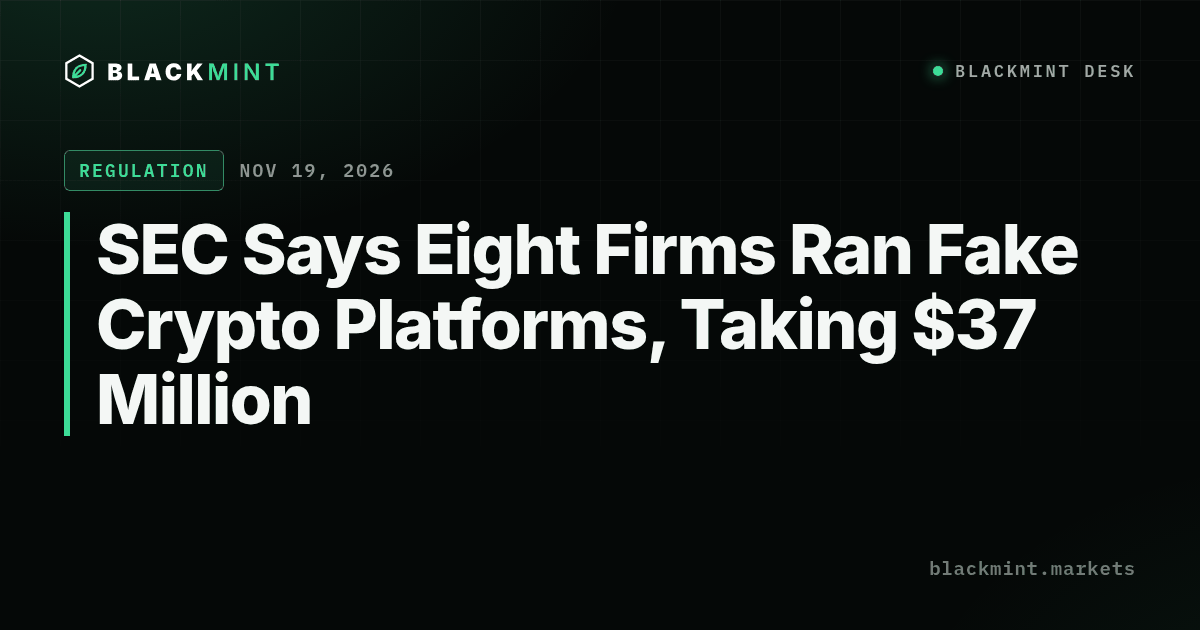 BLACKMINT
BLACKMINT DESK
REGULATION
NOV 19, 2026
SEC Says Eight Firms Ran Fake
Crypto Platforms, Taking $37
Million
blackmint.markets